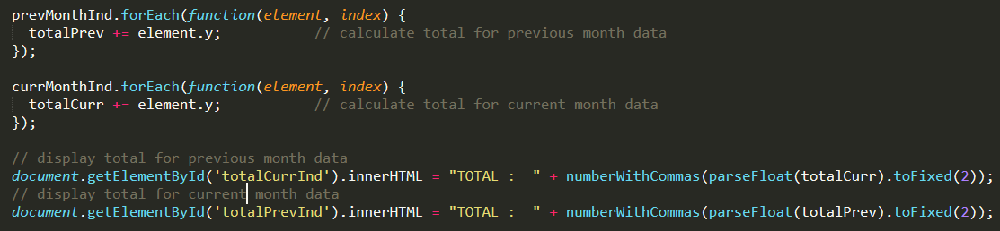 prevMonthInd.forEach(function(element, index) {
  totalPrev += element.y;           // calculate total for previous month data
});

currMonthInd.forEach(function(element, index) {
  totalCurr += element.y;           // calculate total for current month data
});

// display total for previous month data
document.getElementById('totalCurrInd').innerHTML = "TOTAL :  " + numberWithCommas(parseFloat(totalCurr).toFixed(2));
// display total for current month data
document.getElementById('totalPrevInd').innerHTML = "TOTAL :  " + numberWithCommas(parseFloat(totalPrev).toFixed(2));